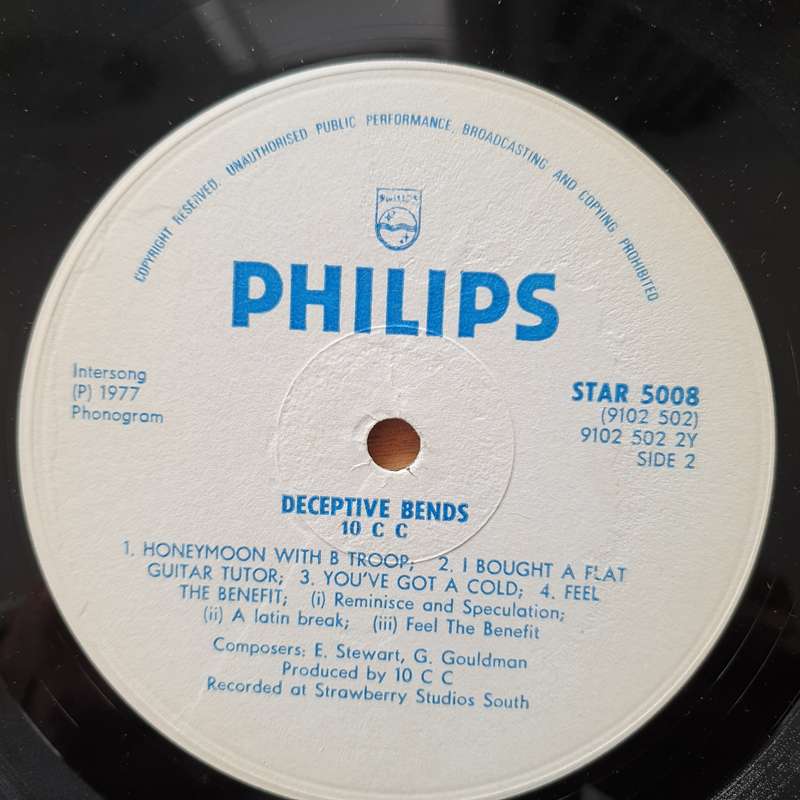 COPYRIGHT RESERVED. UNAUTHORISED PUBLIC PERFORMANCE, BROADCASTING AND COPYING PROHIBITED
PHILIPS
PHILIPS
Intersong
(P) 1977
Phonogram
STAR 5008
(9102 502)
9102 502 2Y
SIDE 2
DECEPTIVE BENDS
10 C C
1. HONEYMOON WITH B TROOP; 2. I BOUGHT A FLAT
GUITAR TUTOR; 3. YOU'VE GOT A COLD; 4. FEEL
THE BENEFIT; (i) Reminisce and Speculation;
(ii) A latin break; (iii) Feel The Benefit
Composers: E. Stewart, G. Gouldman
Produced by 10 C C
Recorded at Strawberry Studios South